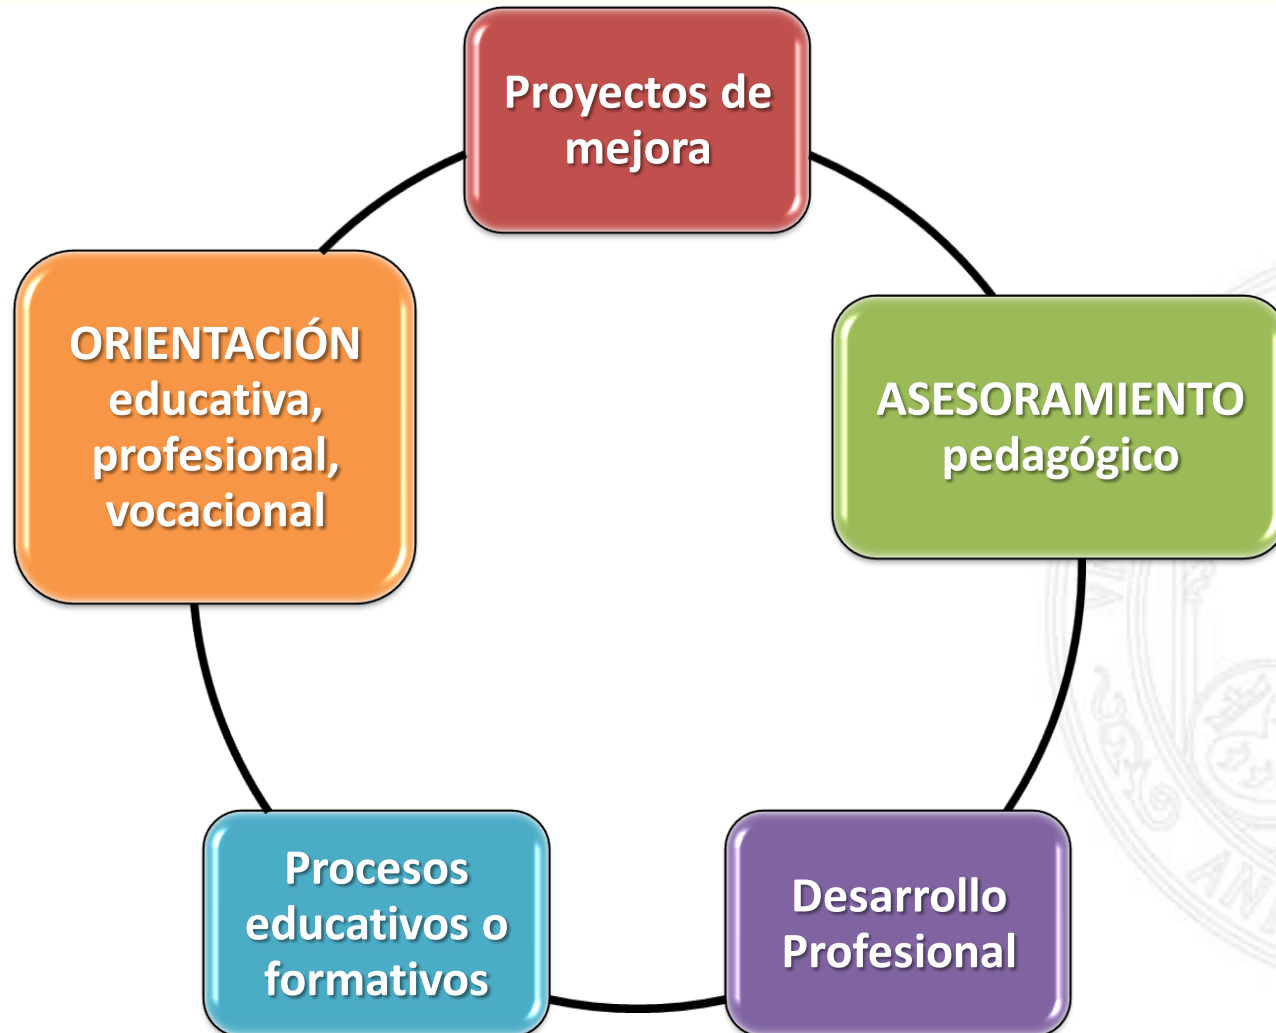 Proyectos de
mejora
ORIENTACIÓN
educativa,
profesional,
vocacional
ASESORAMIENTO
pedagógico
Procesos
educativos o
formativos
Desarrollo
Profesional